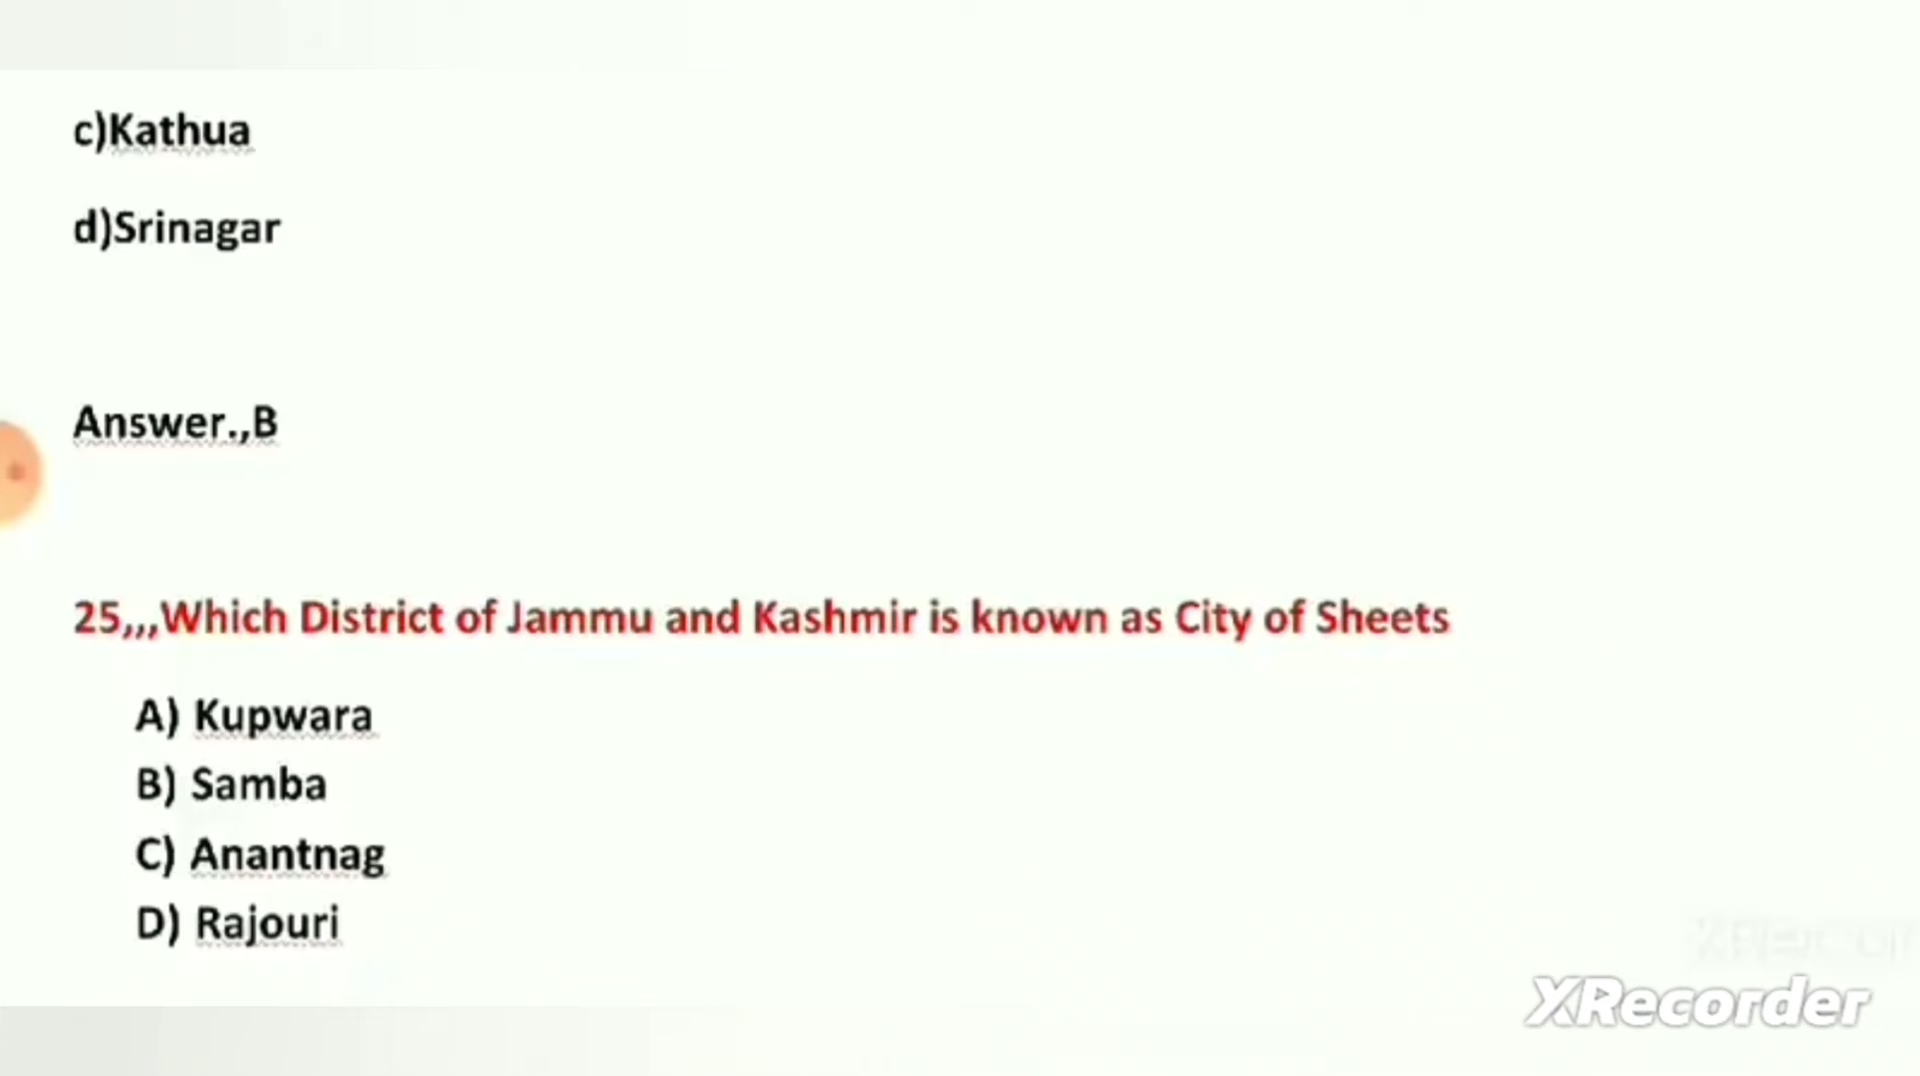 c)Kathua
d)Srinagar
Answer.,B
25,,,Which District of Jammu and Kashmir is known as City of Sheets
A) Kupwara
B) Samba
C) Anantnag
D) Rajouri
XRecorder